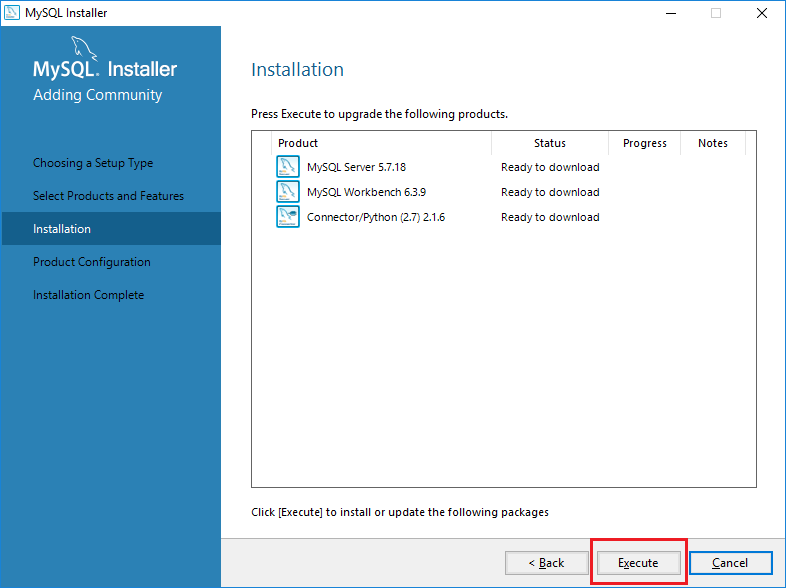 MySQL Installer
MySQL. Installer
Adding Community
Choosing a Setup Type
Select Products and Features
Installation
Product Configuration
Installation Complete
Installation
Press Execute to upgrade the following products.
Product Status Progress Notes
MySQL Server 5.7.18 Ready to download
MySQL Workbench 6.3.9 Ready to download
Connector/Python (2.7) 2.1.6 Ready to download
Click [Execute] to install or update the following packages
< Back Execute Cancel